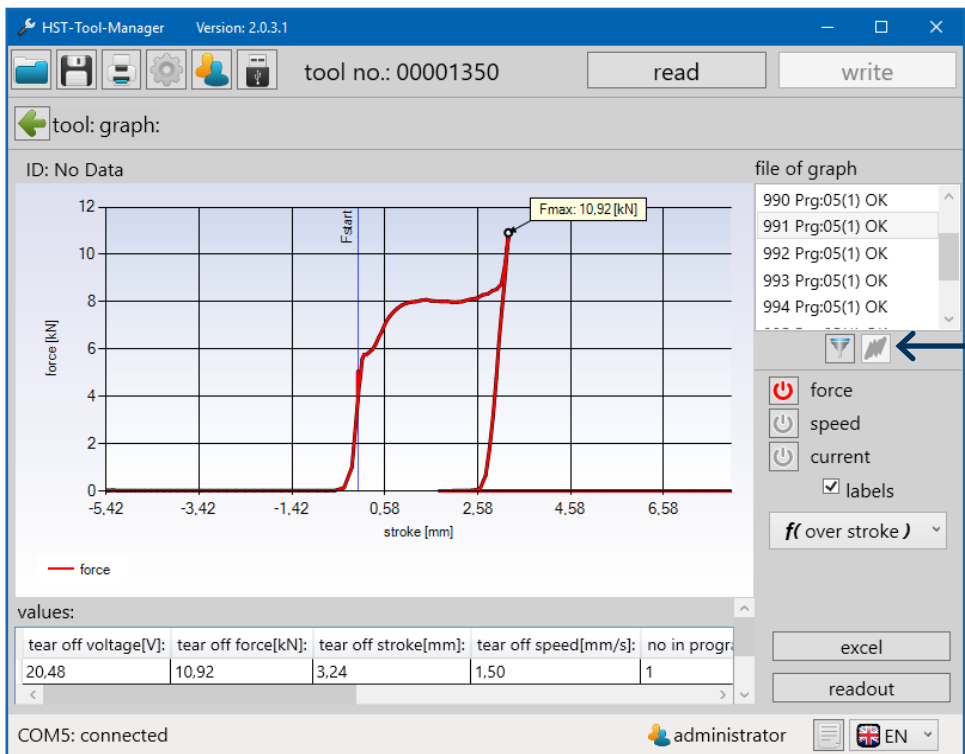 HST-Tool-Manager Version: 2.0.3.1
tool no.: 00001350 read write
tool: graph:
ID: No Data
file of graph
990 Prg:05(1) OK
991 Prg:05(1) OK
992 Prg:05(1) OK
993 Prg:05(1) OK
994 Prg:05(1) OK
Fmax: 10,92 [kN]
Fstart
force [kN]
12
10
8
6
4
2
0
-5,42 -3,42 -1,42 0,58 2,58 4,58 6,58
stroke [mm]
force
force
speed
current
labels
f( over stroke )
values:
tear off voltage[V]: tear off force[kN]: tear off stroke[mm]: tear off speed[mm/s]: no in progra
20,48 10,92 3,24 1,50 1
excel
readout
COM5: connected administrator EN